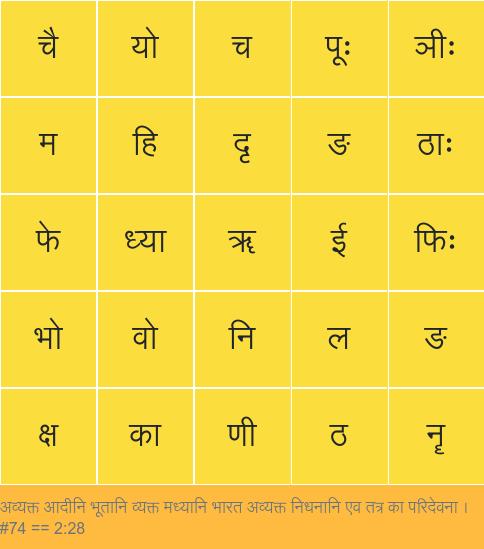 चै यो च पूः ञीः
म हि दृ ङ ठाः
फे ध्या ॠ ई फिः
भो वो नि ल ङ
क्ष का णी ठ नॄ
अव्यक्त आदीनि भूतानि व्यक्त मध्यानि भारत अव्यक्त निधनानि एव तत्र का परिदेवना ।
#74 == 2:28